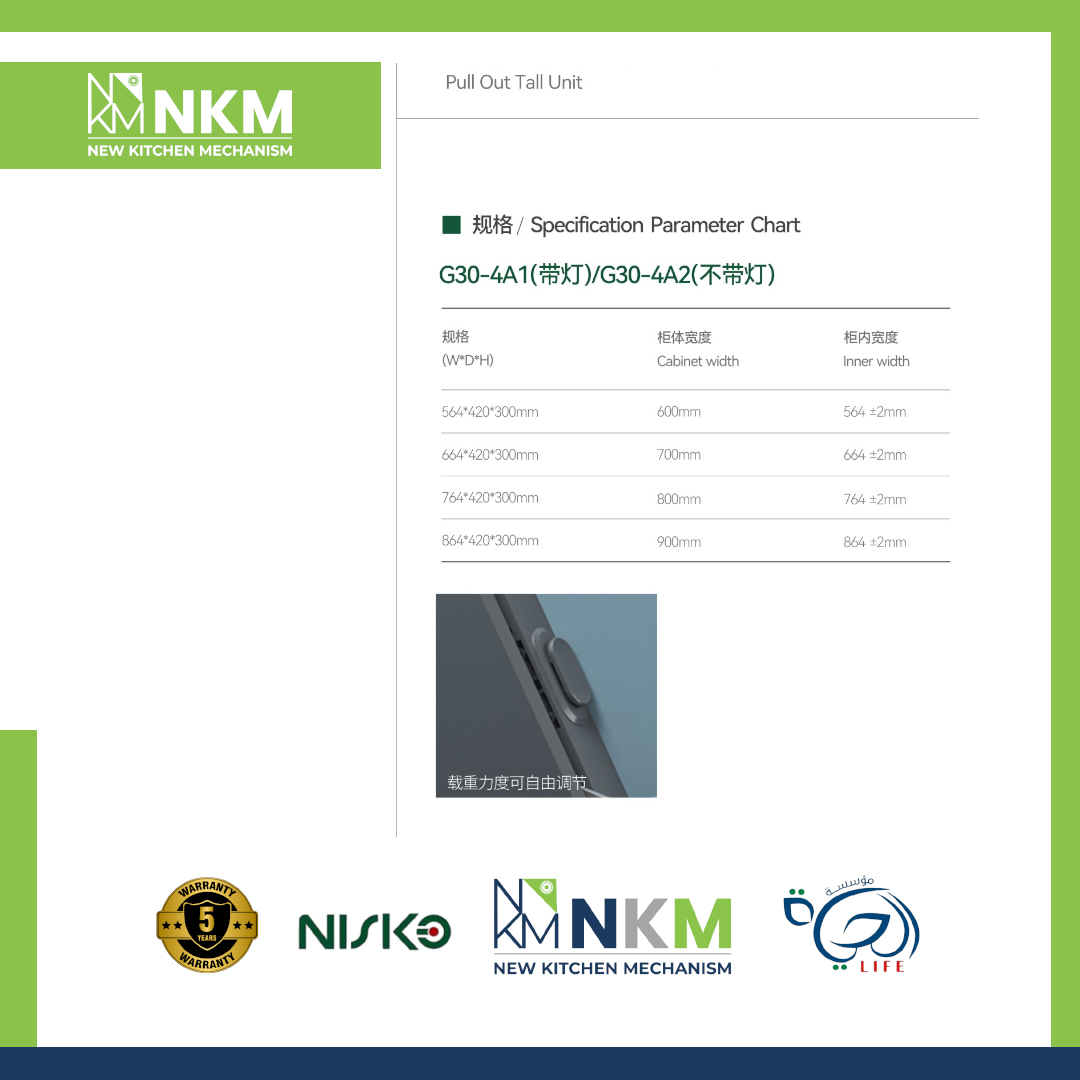 NKM
NKM
NEW KITCHEN MECHANISM
Pull Out Tall Unit
规格 / Specification Parameter Chart
G30-4A1(带灯)/G30-4A2(不带灯)
规格 柜体宽度 柜内宽度
(W*D*H) Cabinet width Inner width
564*420*300mm 600mm 564 ±2mm
664*420*300mm 700mm 664 ±2mm
764*420*300mm 800mm 764 ±2mm
864*420*300mm 900mm 864 ±2mm
载重力度可自由调节
WARRANTY
5
YEARS
WARRANTY
NISKO
NKM
NKM
NEW KITCHEN MECHANISM
مؤسسة
LIFE